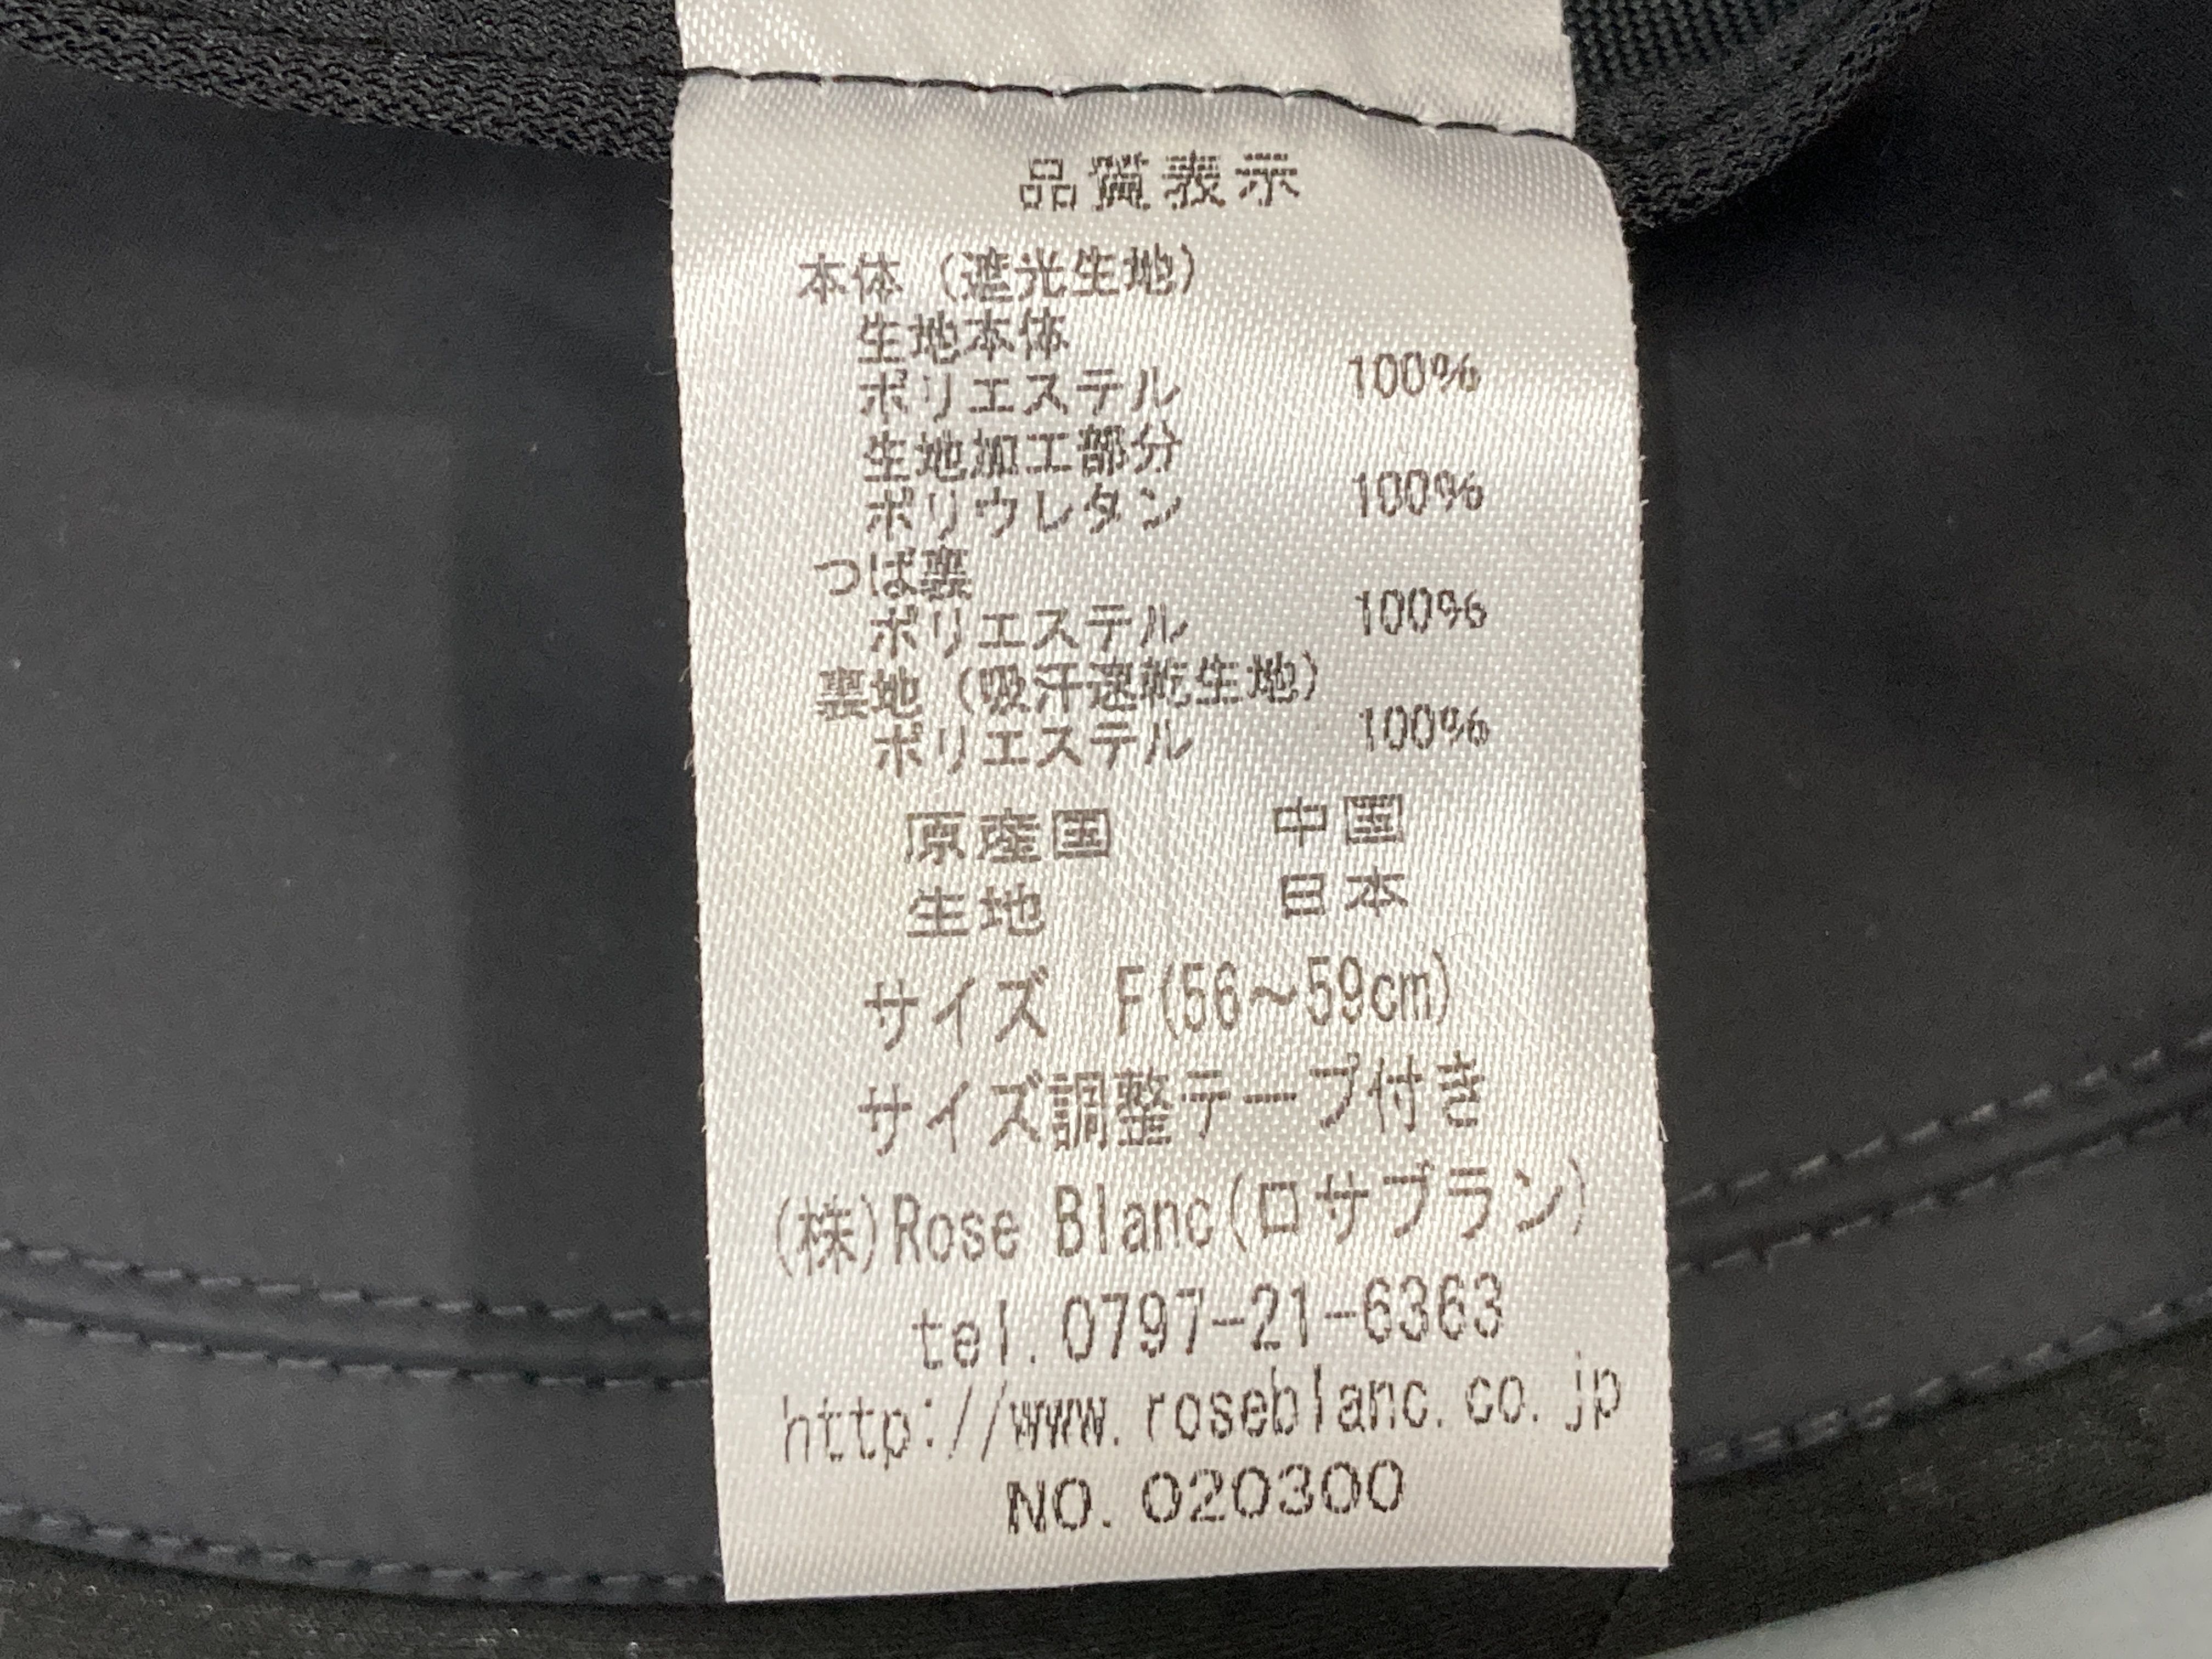 品質表示
本体（遮光生地）
生地本体
ポリエステル 100%
生地加工部分
ポリウレタン 100%
つば裏
ポリエステル 100%
裏地（吸汗速乾生地）
ポリエステル 100%
原産国 中国
生地 日本
サイズ F(56～59cm)
サイズ調整テープ付き
(株)Rose Blanc(ロサブラン)
tel.0797-21-6363
http://www.roseblanc.co.jp
NO.020300